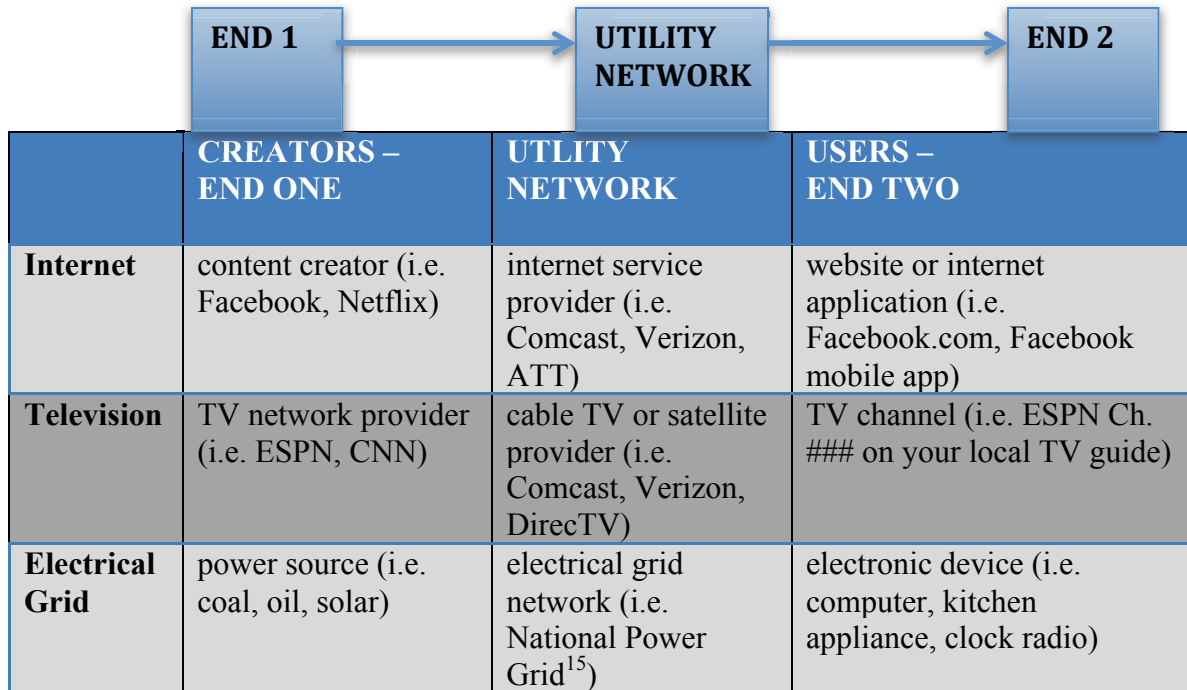 END 1
UTILITY
NETWORK
END 2
CREATORS –
END ONE
UTLITY
NETWORK
USERS –
END TWO
Internet
content creator (i.e.
Facebook, Netflix)
internet service
provider (i.e.
Comcast, Verizon,
ATT)
website or internet
application (i.e.
Facebook.com, Facebook
mobile app)
Television
TV network provider
(i.e. ESPN, CNN)
cable TV or satellite
provider (i.e.
Comcast, Verizon,
DirecTV)
TV channel (i.e. ESPN Ch.
### on your local TV guide)
Electrical
Grid
power source (i.e.
coal, oil, solar)
electrical grid
network (i.e.
National Power
Grid¹⁵)
electronic device (i.e.
computer, kitchen
appliance, clock radio)